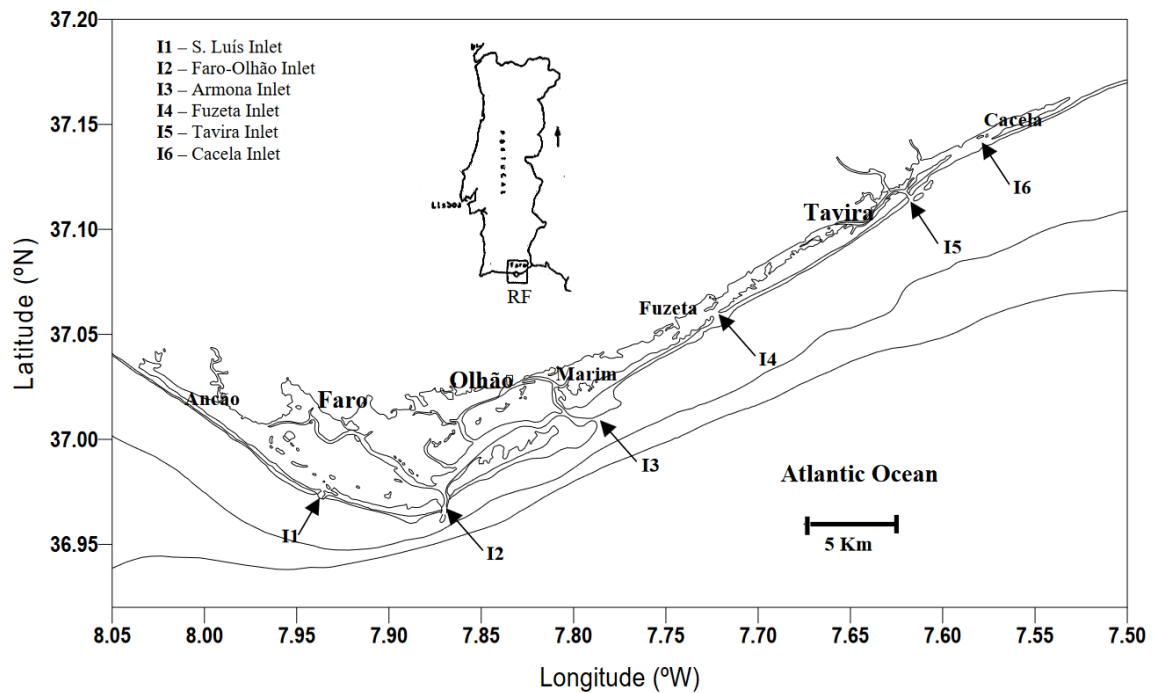 37.20
37.15
37.10
37.05
37.00
36.95
Latitude (ºN)
I1 – S. Luís Inlet
I2 – Faro-Olhão Inlet
I3 – Armona Inlet
I4 – Fuzeta Inlet
I5 – Tavira Inlet
I6 – Cacela Inlet
PORTUGAL
Lisboa
Faro
RF
Cacela
I6
Tavira
I5
Fuzeta
I4
Marim
Olhão
Faro
Ancão
I3
I1
I2
Atlantic Ocean
5 Km
8.05 8.00 7.95 7.90 7.85 7.80 7.75 7.70 7.65 7.60 7.55 7.50
Longitude (ºW)